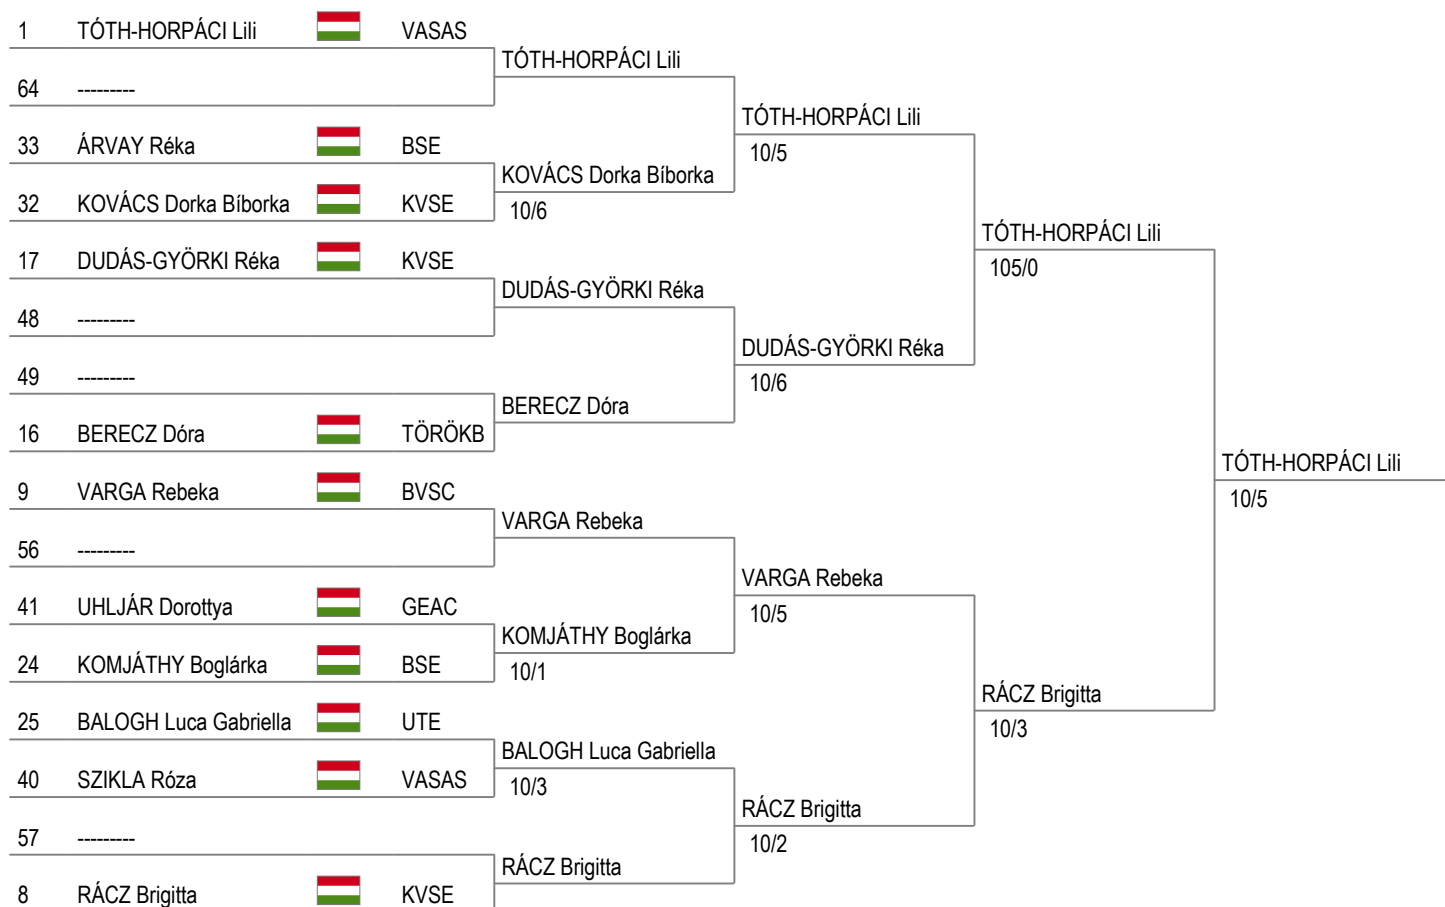 1 TÓTH-HORPÁCI Lili VASAS
TÓTH-HORPÁCI Lili
64 ---------
TÓTH-HORPÁCI Lili
10/5
33 ÁRVAY Réka BSE
KOVÁCS Dorka Bíborka
10/6
32 KOVÁCS Dorka Bíborka KVSE
TÓTH-HORPÁCI Lili
105/0
17 DUDÁS-GYÖRKI Réka KVSE
DUDÁS-GYÖRKI Réka
48 ---------
DUDÁS-GYÖRKI Réka
10/6
49 ---------
BERECZ Dóra
16 BERECZ Dóra TÖRÖKB
TÓTH-HORPÁCI Lili
10/5
9 VARGA Rebeka BVSC
VARGA Rebeka
56 ---------
VARGA Rebeka
10/5
41 UHLJÁR Dorottya GEAC
KOMJÁTHY Boglárka
10/1
24 KOMJÁTHY Boglárka BSE
RÁCZ Brigitta
10/3
25 BALOGH Luca Gabriella UTE
BALOGH Luca Gabriella
10/3
40 SZIKLA Róza VASAS
RÁCZ Brigitta
10/2
57 ---------
RÁCZ Brigitta
8 RÁCZ Brigitta KVSE